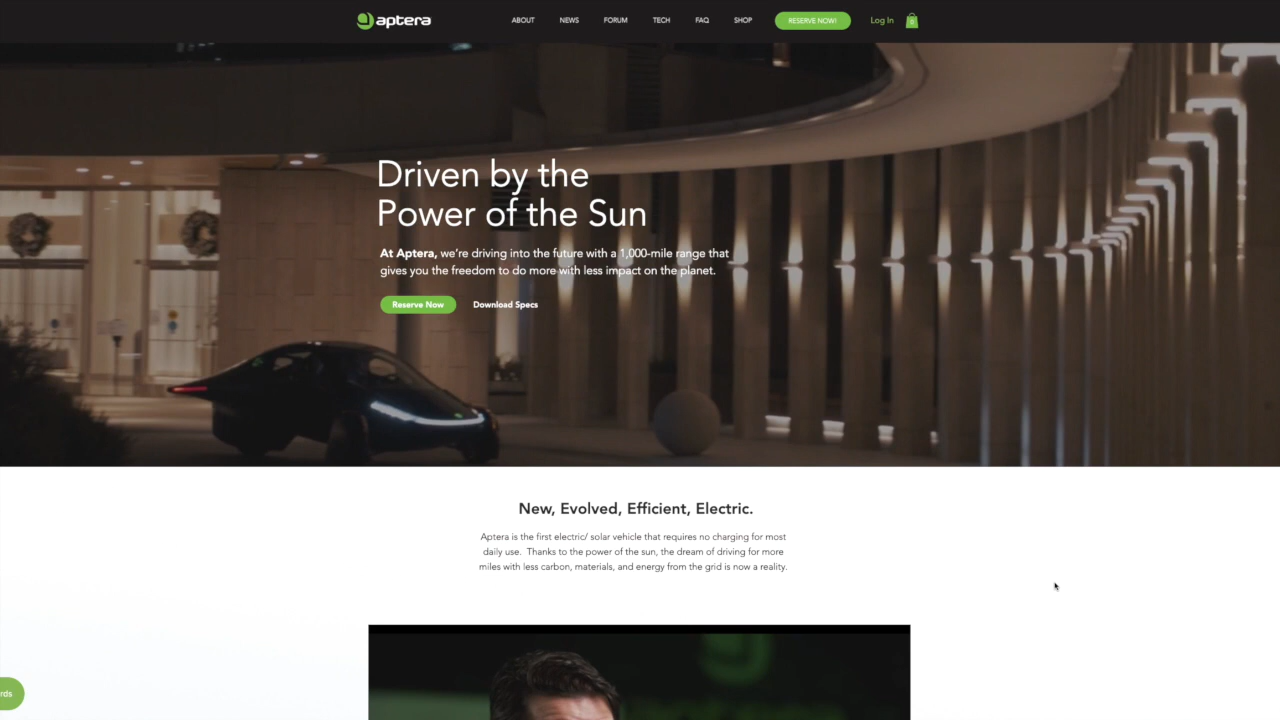 aptera
ABOUT NEWS FORUM TECH FAQ SHOP RESERVE NOW! Log In 0
Driven by the
Power of the Sun
At Aptera, we're driving into the future with a 1,000-mile range that
gives you the freedom to do more with less impact on the planet.
Reserve Now Download Specs
New, Evolved, Efficient, Electric.
Aptera is the first electric/ solar vehicle that requires no charging for most
daily use. Thanks to the power of the sun, the dream of driving for more
miles with less carbon, materials, and energy from the grid is now a reality.
rds